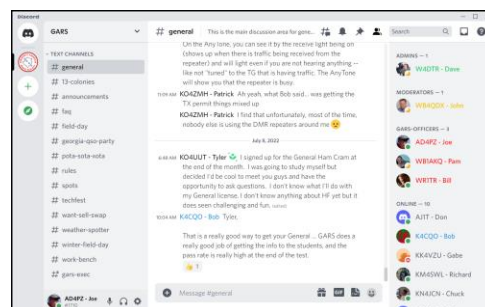 Discord
GARS
# general
This is the main discussion area for gene...
Search
TEXT CHANNELS
# general
# 13-colonies
# announcements
# faq
# field-day
# georgia-qso-party
# pota-sota-iota
# rules
# spots
# techfest
# want-sell-swap
# weather-spotter
# winter-field-day
# work-bench
# gars-exec
AD4PZ - Joe
On the Any tone, you can see it by the receive light being on
(shows up when there is traffic being received from the
repeater) and will light even if you are not hearing anything --
like not "tuned" to the TG that is having traffic. The AnyTone
will show you that the repeater is busy.
KO4ZMH - Patrick Ah yeah, what Bob said... was getting the
TX permit things mixed up
KO4ZMH - Patrick I find that unfortunately, most of the time,
nobody else is using the DMR repeaters around me
July 5, 2022
KO4UUT - Tyler I signed up for the General Ham Cram at
the end of the month. I was going to study myself but
decided I'd be cool to meet you guys and have the
opportunity to ask questions. I don't know what I'll do with
my General license. I don't know anything about HF yet but it
does seem challenging and fun. (edited)
K4CQO - Bob Tyler,
That is a really good way to get your General... GARS does a
really good job of getting the info to the students, and the
pass rate is really high at the end of the test.
1
Message #general
GIF
ADMINS — 1
W4DTR - Dave
MODERATORS — 1
WB4QDX - John
GARS-OFFICERS — 3
AD4PZ - Joe
WB1AKQ - Pam
WR1TR - Bill
ONLINE — 10
AJ1T - Dan
K4CQO - Bob
KK4VZU - Gabe
KM4SWL - Richard
KN4JCN - Chuck